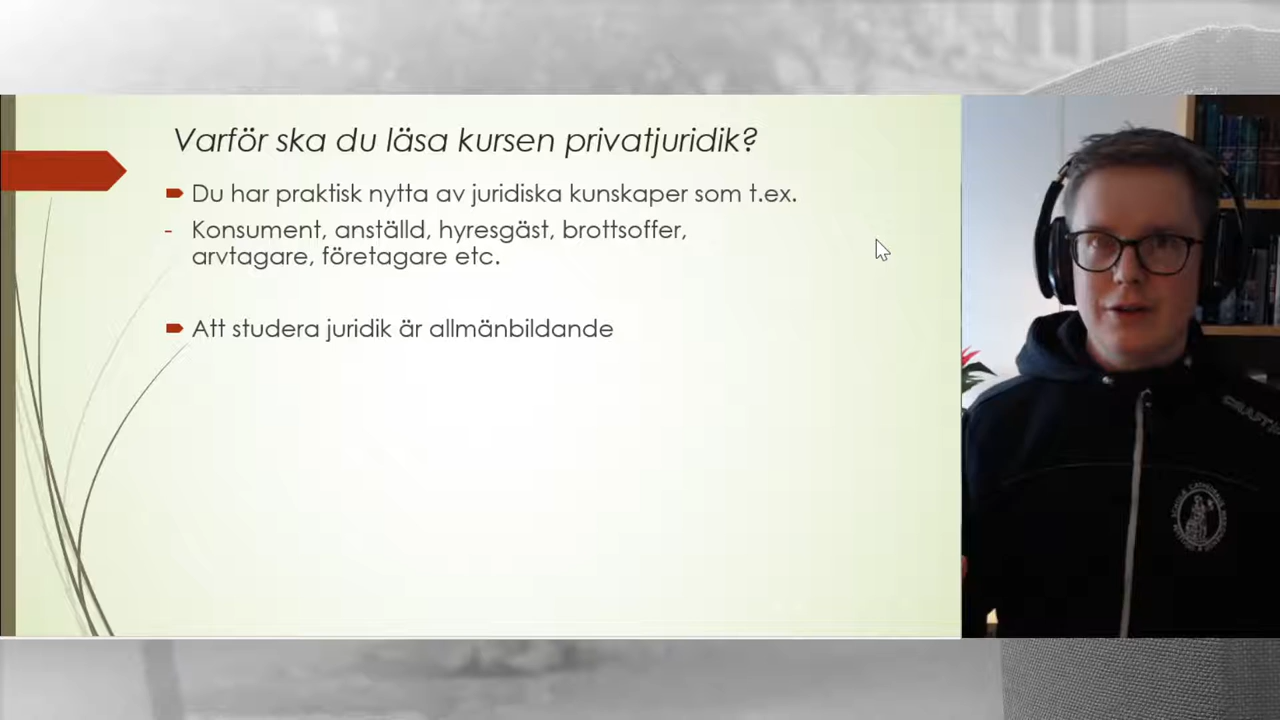 Varför ska du läsa kursen privatjuridik?
Du har praktisk nytta av juridiska kunskaper som t.ex.
- Konsument, anställd, hyresgäst, brottsoffer,
arvtagare, företagare etc.
Att studera juridik är allmänbildande
CRAFT